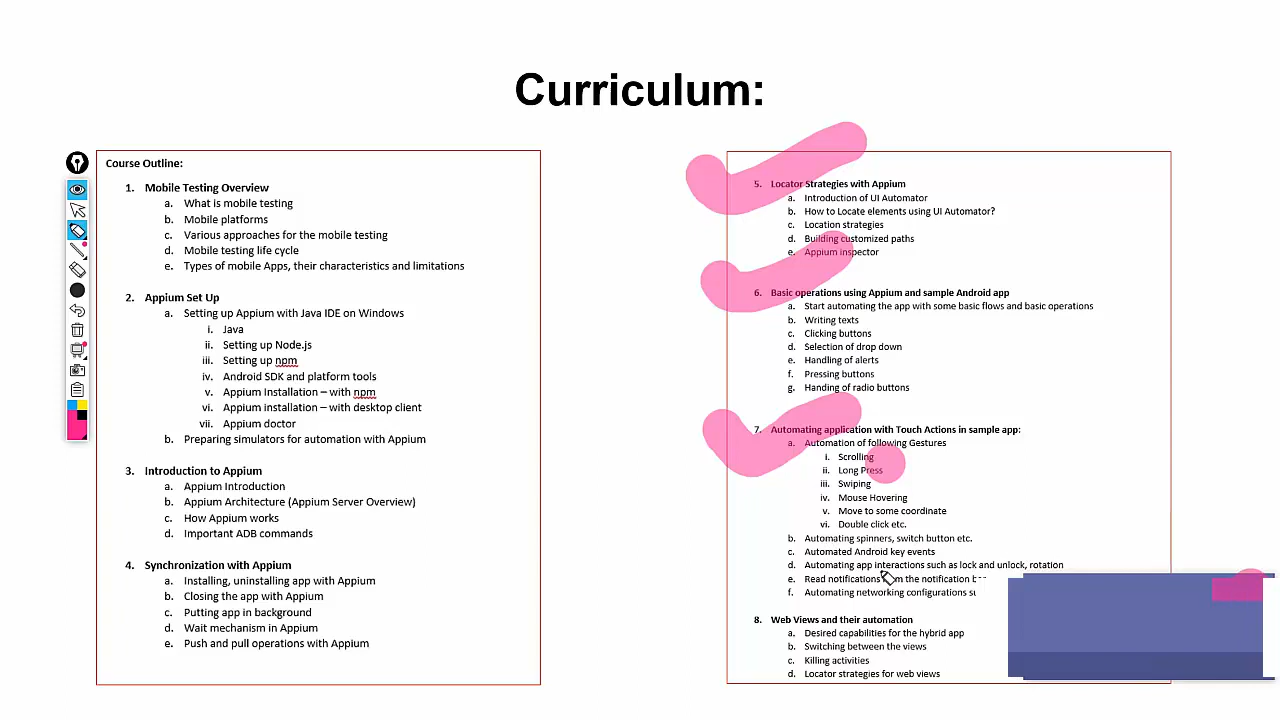 Curriculum:
Course Outline:
1. Mobile Testing Overview
a. What is mobile testing
b. Mobile platforms
c. Various approaches for the mobile testing
d. Mobile testing life cycle
e. Types of mobile Apps, their characteristics and limitations
2. Appium Set Up
a. Setting up Appium with Java IDE on Windows
i. Java
ii. Setting up Node.js
iii. Setting up npm
iv. Android SDK and platform tools
v. Appium Installation – with npm
vi. Appium installation – with desktop client
vii. Appium doctor
b. Preparing simulators for automation with Appium
3. Introduction to Appium
a. Appium Introduction
b. Appium Architecture (Appium Server Overview)
c. How Appium works
d. Important ADB commands
4. Synchronization with Appium
a. Installing, uninstalling app with Appium
b. Closing the app with Appium
c. Putting app in background
d. Wait mechanism in Appium
e. Push and pull operations with Appium
5. Locator Strategies with Appium
a. Introduction of UI Automator
b. How to Locate elements using UI Automator?
c. Location strategies
d. Building customized paths
e. Appium inspector
6. Basic operations using Appium and sample Android app
a. Start automating the app with some basic flows and basic operations
b. Writing texts
c. Clicking buttons
d. Selection of drop down
e. Handling of alerts
f. Pressing buttons
g. Handing of radio buttons
7. Automating application with Touch Actions in sample app:
a. Automation of following Gestures
i. Scrolling
ii. Long Press
iii. Swiping
iv. Mouse Hovering
v. Move to some coordinate
vi. Double click etc.
b. Automating spinners, switch button etc.
c. Automated Android key events
d. Automating app interactions such as lock and unlock, rotation
e. Read notifications from the notification
f. Automating networking configurations
8. Web Views and their automation
a. Desired capabilities for the hybrid app
b. Switching between the views
c. Killing activities
d. Locator strategies for web views